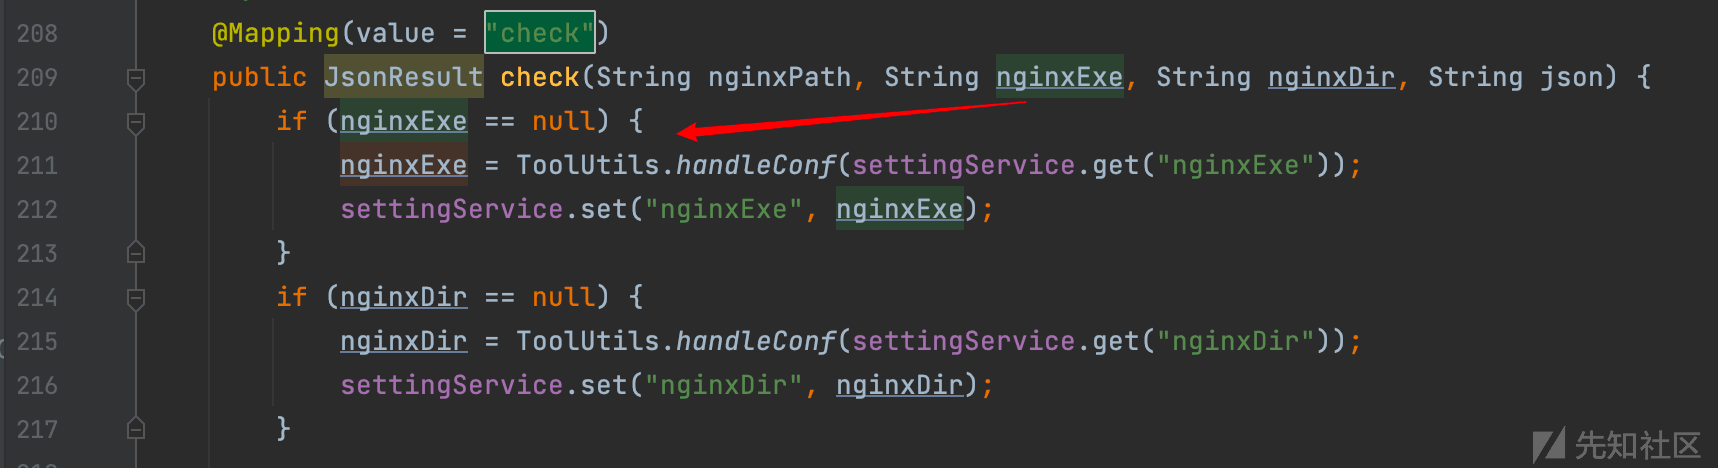 208 @Mapping(value = "check")
209 public JsonResult check(String nginxPath, String nginxExe, String nginxDir, String json) {
210 if (nginxExe == null) {
211 nginxExe = ToolUtils.handleConf(settingService.get("nginxExe"));
212 settingService.set("nginxExe", nginxExe);
213 }
214 if (nginxDir == null) {
215 nginxDir = ToolUtils.handleConf(settingService.get("nginxDir"));
216 settingService.set("nginxDir", nginxDir);
217 }
先知社区